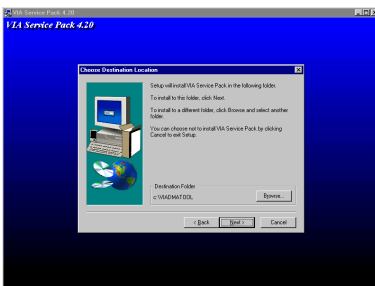 VIA Service Pack 4.20
VIA Service Pack 4.20
Choose Destination Location
Setup will install VIA Service Pack in the following folder.
To install to this folder, click Next.
To install to a different folder, click Browse and select another
folder.
You can choose not to install VIA Service Pack by clicking
Cancel to exit Setup.
Destination Folder
c:\VIADMATOOL
Browse...
< Back
Next >
Cancel